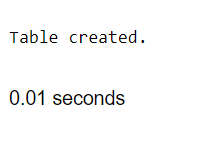 Table created.
0.01 seconds